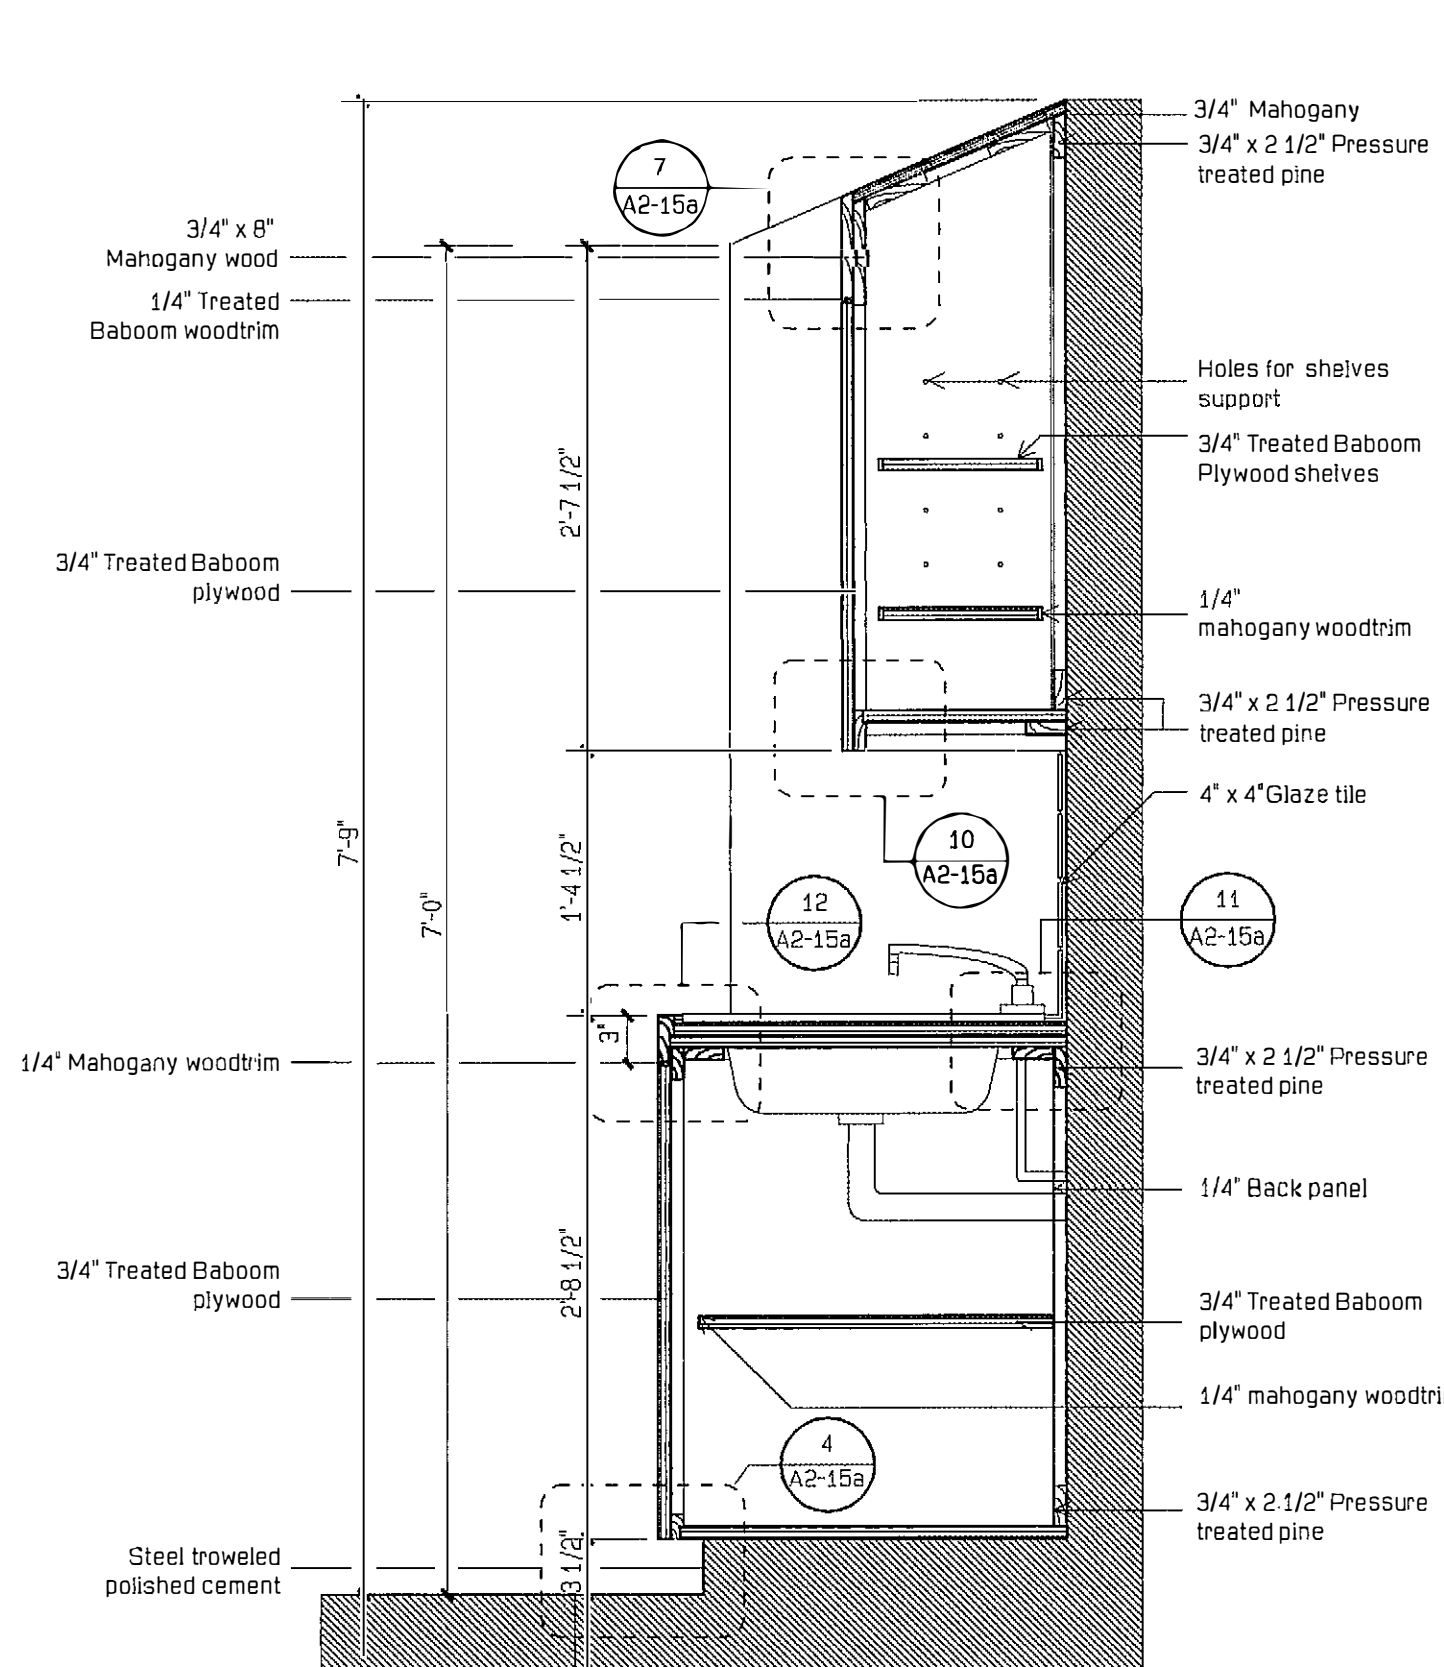 3/4" Mahogany
3/4" x 2 1/2" Pressure
treated pine
7
A2-15a
3/4" x 8"
Mahogany wood
1/4" Treated
Baboom woodtrim
Holes for shelves
support
3/4" Treated Baboom
Plywood shelves
2'-7 1/2"
3/4" Treated Baboom
plywood
1/4"
mahogany woodtrim
3/4" x 2 1/2" Pressure
treated pine
4" x 4" Glaze tile
7'-9"
7'-0"
1'-4 1/2"
10
A2-15a
12
A2-15a
11
A2-15a
3"
1/4" Mahogany woodtrim
3/4" x 2 1/2" Pressure
treated pine
1/4" Back panel
2'-8 1/2"
3/4" Treated Baboom
plywood
3/4" Treated Baboom
plywood
1/4" mahogany woodtri
4
A2-15a
3/4" x 2.1/2" Pressure
treated pine
Steel troweled
polished cement
3 1/2"